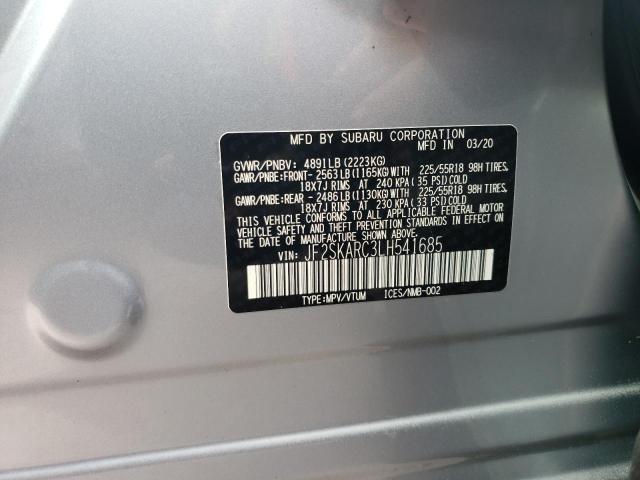 MFD BY SUBARU CORPORATION
MFD IN 03/20
GVWR/PNBV: 4891LB (2223KG)
GAWR/PNBE:FRONT- 2563LB(1165KG)WITH 225/55R18 98H TIRES,
18X7J RIMS AT 240 KPA(35 PSI)COLD
GAWR/PNBE:REAR -2486LB(1130KG)WITH 225/55R18 98H TIRES,
18X7J RIMS AT 230 KPA(33 PSI)COLD
THIS VEHICLE CONFORMS TO ALL APPLICABLE FEDERAL MOTOR
VEHICLE SAFETY AND THEFT PREVENTION STANDARDS IN EFFECT ON
THE DATE OF MANUFACTURE SHOWN ABOVE.
VIN: JF2SKARC3LH541685
TYPE:MPV/VTUM ICES/NMB-002